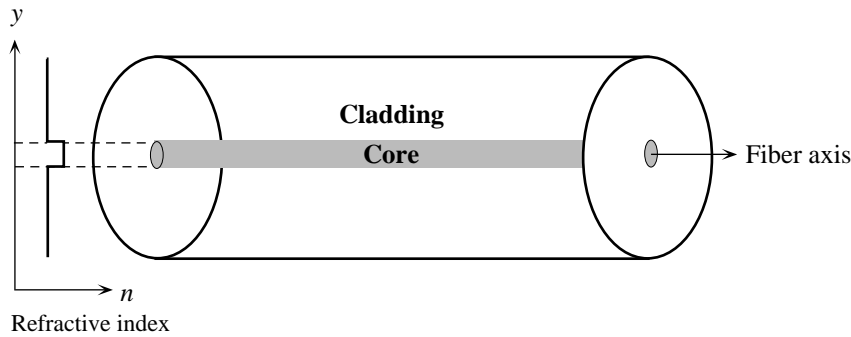 y
Cladding
Core
Fiber axis
n
Refractive index